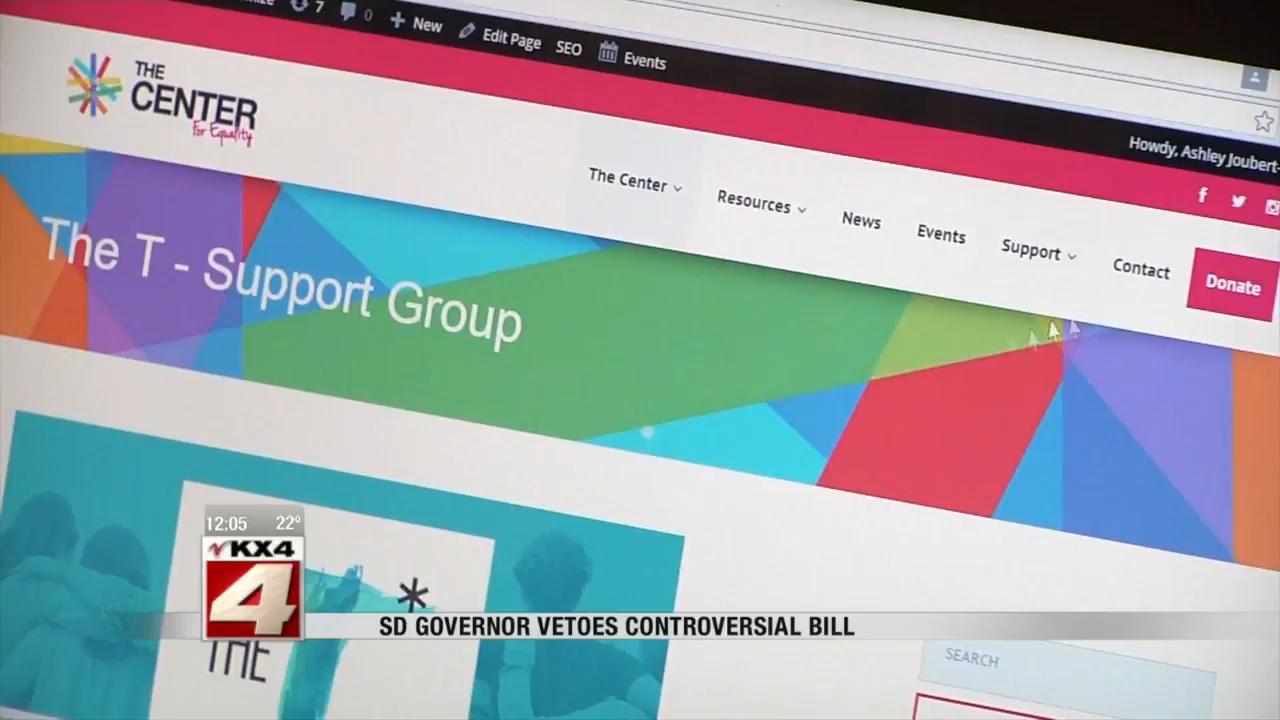 7 0 New Edit Page SEO Events
Howdy, Ashley Joubert-
THE
CENTER
for Equality
The Center Resources News Events Support Contact Donate
The T - Support Group
12:05 22°
KX4
4
*
THE
SD GOVERNOR VETOES CONTROVERSIAL BILL
SEARCH